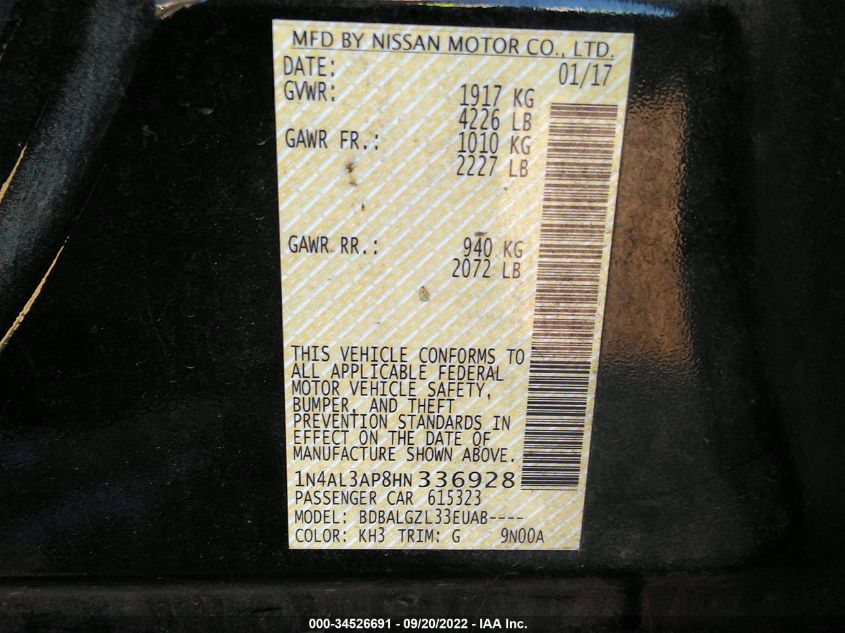 MFD BY NISSAN MOTOR CO., LTD.
DATE: 01/17
GVWR: 1917 KG
4226 LB
GAWR FR.: 1010 KG
2227 LB
GAWR RR.: 940 KG
2072 LB
THIS VEHICLE CONFORMS TO
ALL APPLICABLE FEDERAL
MOTOR VEHICLE SAFETY,
BUMPER, AND THEFT
PREVENTION STANDARDS IN
EFFECT ON THE DATE OF
MANUFACTURE SHOWN ABOVE.
1N4AL3AP8HN 336928
PASSENGER CAR 615323
MODEL: BDBALGZL33EUAB----
COLOR: KH3 TRIM: G 9N00A
000-34526691 - 09/20/2022 - IAA Inc.